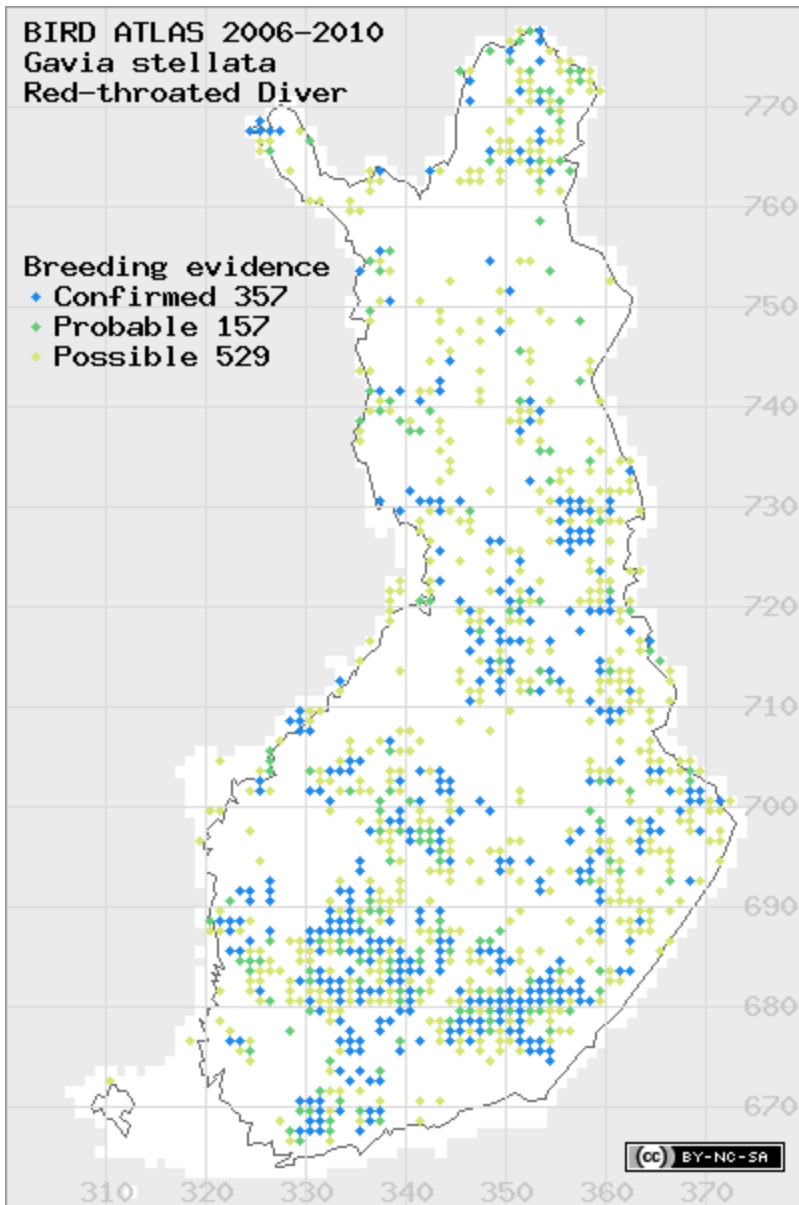 BIRD ATLAS 2006-2010
Gavia stellata
Red-throated Diver
770
760
Breeding evidence
Confirmed 357
Probable 157
Possible 529
750
740
730
720
710
700
690
680
670
(cc) BY-NC-SA
310 320 330 340 350 360 370